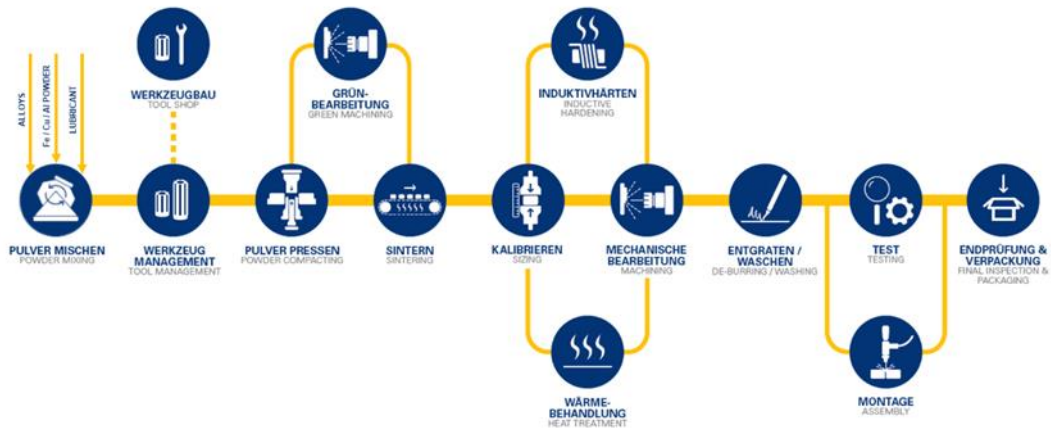 ALLOYS
Fe / Cu / Al POWDER
LUBRICANT
WERKZEUGBAU
TOOL SHOP
GRÜN-
BEARBEITUNG
GREEN MACHINING
INDUKTIVHÄRTEN
INDUCTIVE
HARDENING
PULVER MISCHEN
POWDER MIXING
WERKZEUG
MANAGEMENT
TOOL MANAGEMENT
PULVER PRESSEN
POWDER COMPACTING
SINTERN
SINTERING
KALIBRIEREN
SIZING
MECHANISCHE
BEARBEITUNG
MACHINING
ENTGRATEN /
WASCHEN
DE-BURRING / WASHING
TEST
TESTING
ENDPRÜFUNG &
VERPACKUNG
FINAL INSPECTION &
PACKAGING
WÄRME-
BEHANDLUNG
HEAT TREATMENT
MONTAGE
ASSEMBLY